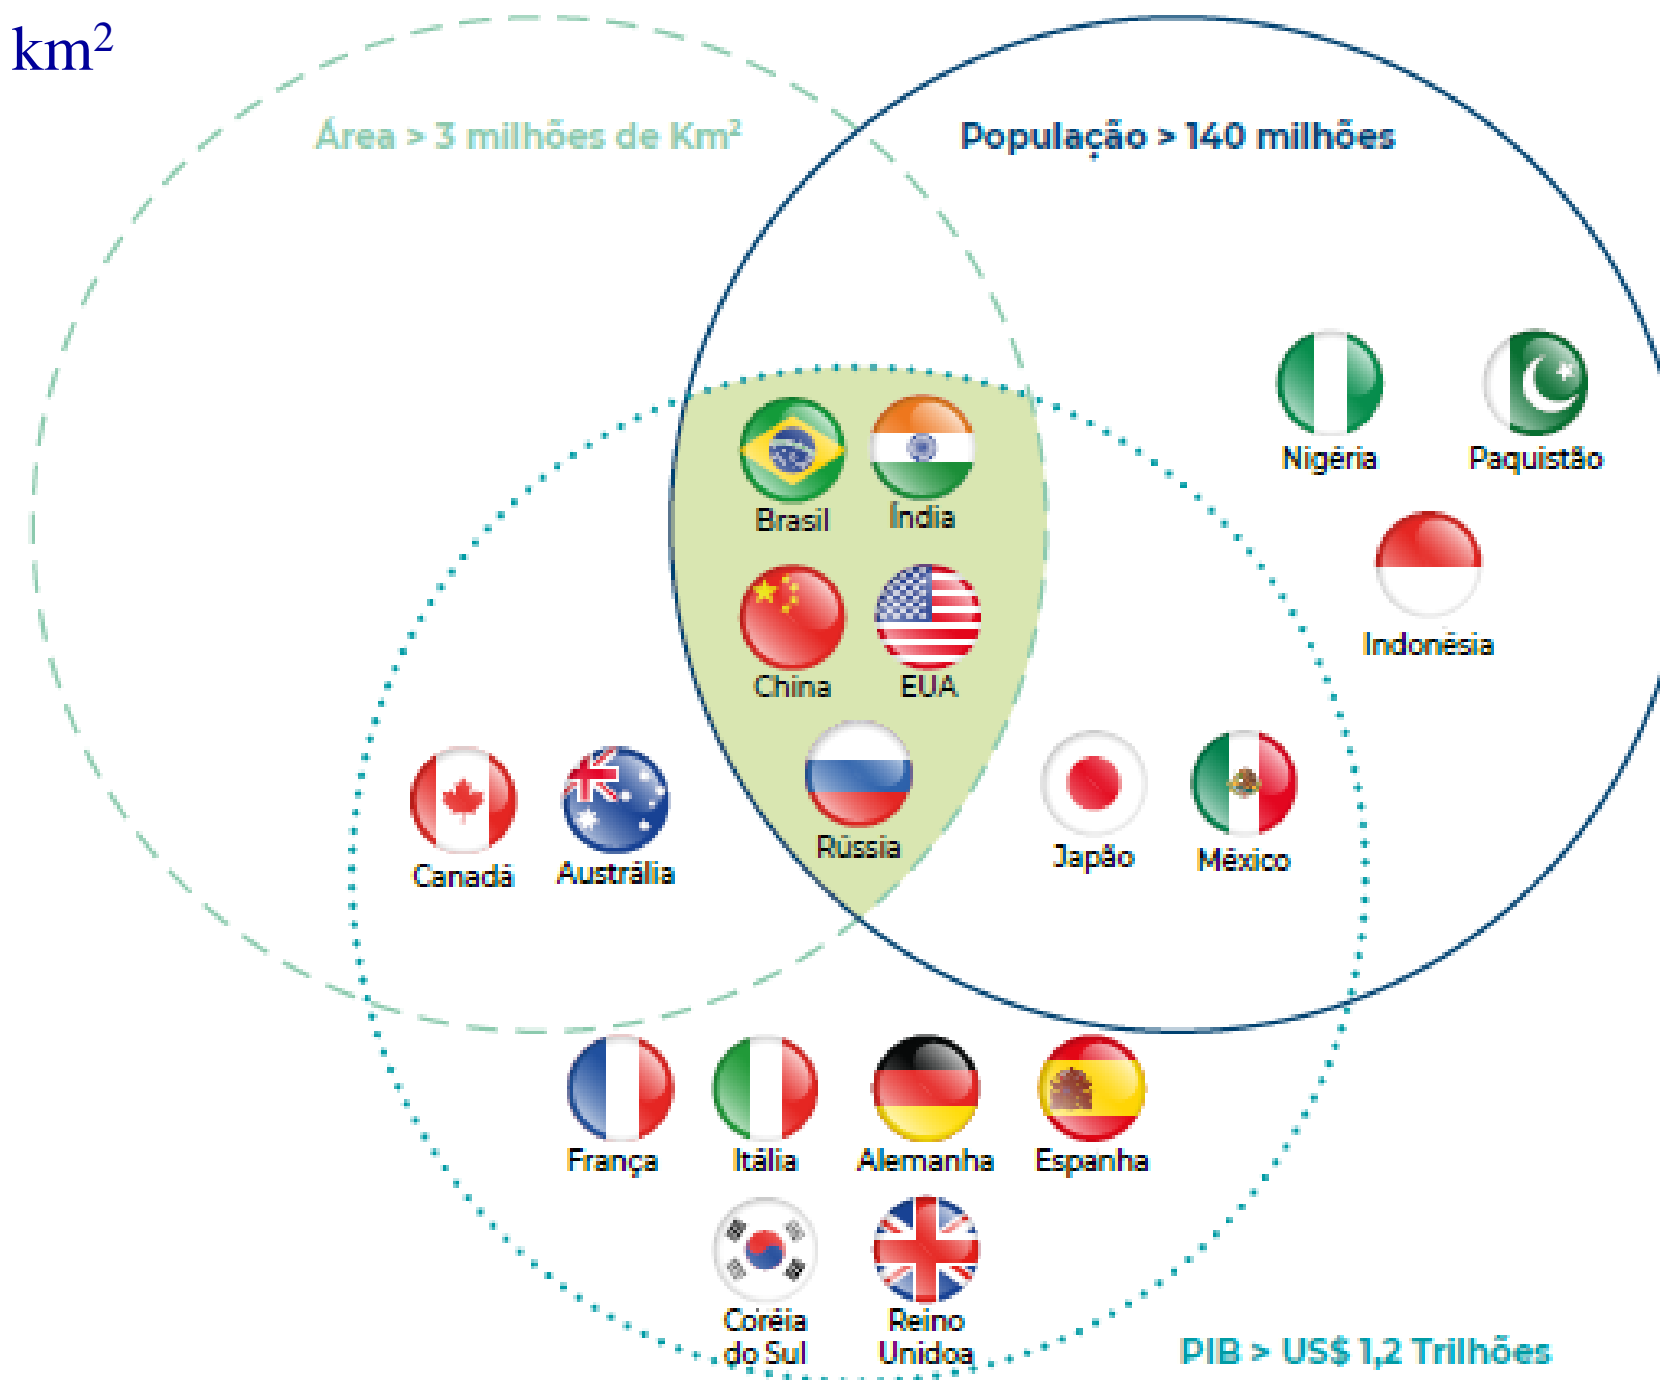 km²
Área > 3 milhões de Km²
População > 140 milhões
Nigéria
Paquistão
Brasil
Índia
Indonésia
China
EUA
Rússia
Japão
México
Canadá
Austrália
França
Itália
Alemanha
Espanha
Coréia
do Sul
Reino
Unidoa
PIB > US$ 1,2 Trilhões